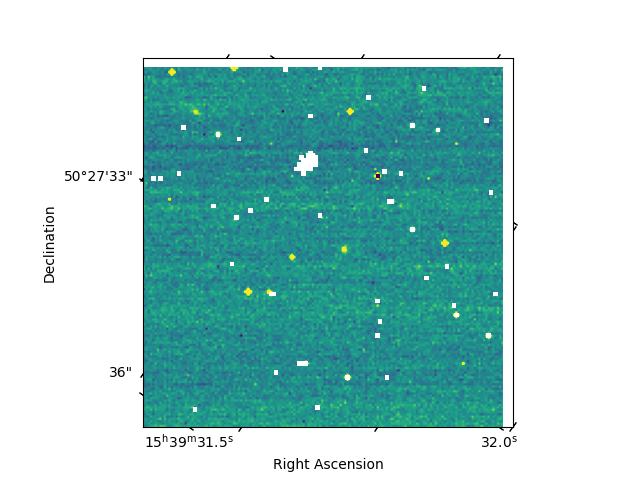 50°27'33"
Declination
36"
15ʰ39ᵐ31.5ˢ
32.0ˢ
Right Ascension